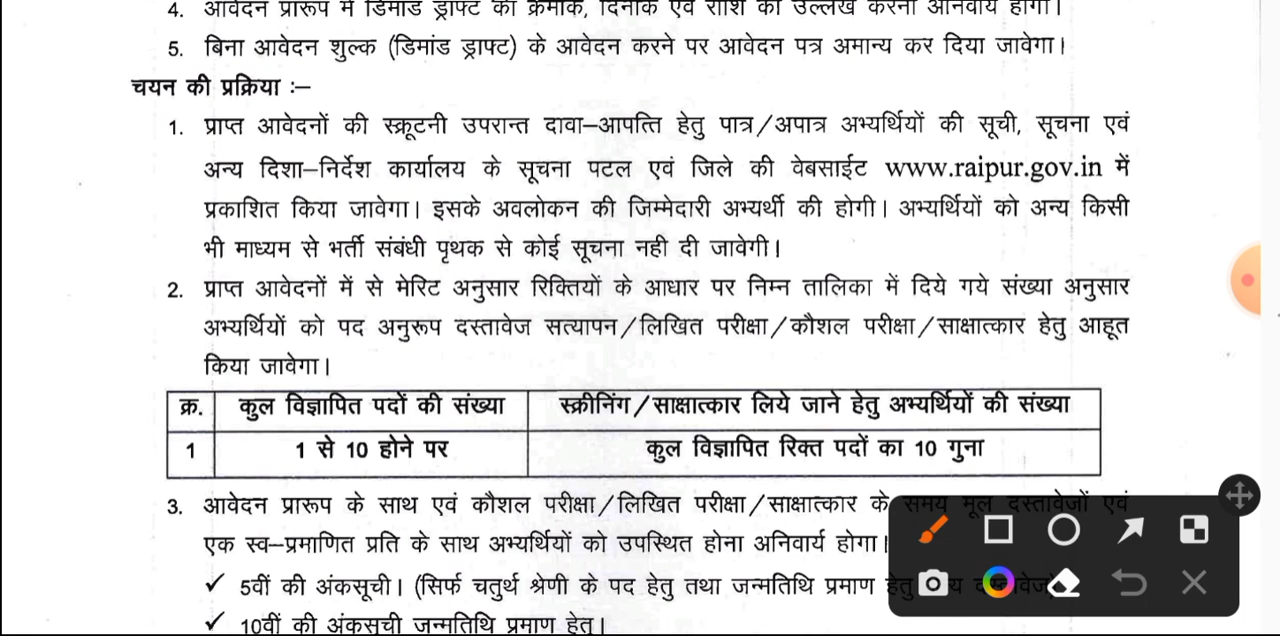 4. आवेदन प्रारूप में डिमांड ड्राफ्ट का क्रमांक, दिनांक एवं राशि का उल्लेख करना अनिवार्य होगा।
5. बिना आवेदन शुल्क (डिमांड ड्राफ्ट) के आवेदन करने पर आवेदन पत्र अमान्य कर दिया जावेगा।
चयन की प्रक्रिया :–
1. प्राप्त आवेदनों की स्क्रूटनी उपरान्त दावा–आपत्ति हेतु पात्र/अपात्र अभ्यर्थियों की सूची, सूचना एवं
अन्य दिशा–निर्देश कार्यालय के सूचना पटल एवं जिले की वेबसाईट www.raipur.gov.in में
प्रकाशित किया जावेगा। इसके अवलोकन की जिम्मेदारी अभ्यर्थी की होगी। अभ्यर्थियों को अन्य किसी
भी माध्यम से भर्ती संबंधी पृथक से कोई सूचना नही दी जावेगी।
2. प्राप्त आवेदनों में से मेरिट अनुसार रिक्तियों के आधार पर निम्न तालिका में दिये गये संख्या अनुसार
अभ्यर्थियों को पद अनुरूप दस्तावेज सत्यापन/लिखित परीक्षा/कौशल परीक्षा/साक्षात्कार हेतु आहूत
किया जावेगा।
क्र. कुल विज्ञापित पदों की संख्या स्क्रीनिंग/साक्षात्कार लिये जाने हेतु अभ्यर्थियों की संख्या
1 1 से 10 होने पर कुल विज्ञापित रिक्त पदों का 10 गुना
3. आवेदन प्रारूप के साथ एवं कौशल परीक्षा/लिखित परीक्षा/साक्षात्कार के समय मूल दस्तावेजों एवं
एक स्व–प्रमाणित प्रति के साथ अभ्यर्थियों को उपस्थित होना अनिवार्य होगा।
✓ 5वीं की अंकसूची। (सिर्फ चतुर्थ श्रेणी के पद हेतु तथा जन्मतिथि प्रमाण हेतु
✓ 10वीं की अंकसूची जन्मतिथि प्रमाण हेतु।